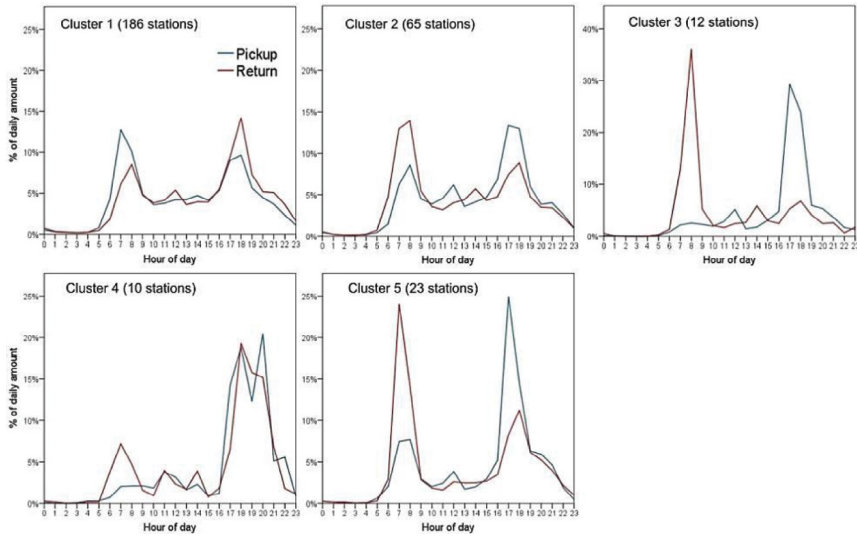 Cluster 1 (186 stations)
Pickup
Return
% of daily amount
25%
20%
15%
10%
5%
0%
0 1 2 3 4 5 6 7 8 9 10 11 12 13 14 15 16 17 18 19 20 21 22 23
Hour of day
Cluster 2 (65 stations)
25%
20%
15%
10%
5%
0%
0 1 2 3 4 5 6 7 8 9 10 11 12 13 14 15 16 17 18 19 20 21 22 23
Hour of day
Cluster 3 (12 stations)
40%
30%
20%
10%
0%
0 1 2 3 4 5 6 7 8 9 10 11 12 13 14 15 16 17 18 19 20 21 22 23
Hour of day
Cluster 4 (10 stations)
% of daily amount
25%
20%
15%
10%
5%
0%
0 1 2 3 4 5 6 7 8 9 10 11 12 13 14 15 16 17 18 19 20 21 22 23
Hour of day
Cluster 5 (23 stations)
25%
20%
15%
10%
5%
0%
0 1 2 3 4 5 6 7 8 9 10 11 12 13 14 15 16 17 18 19 20 21 22 23
Hour of day